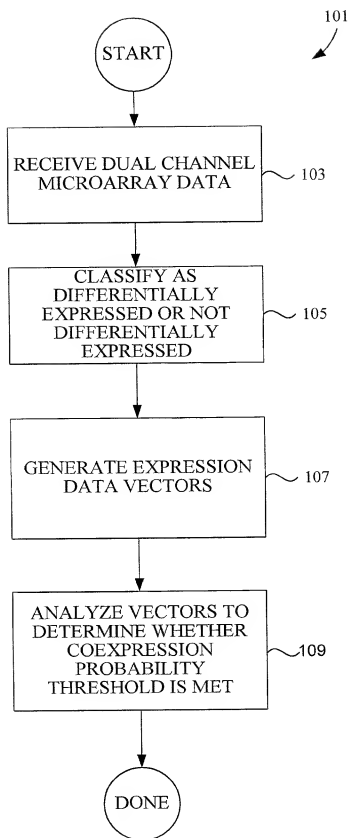 101
START
RECEIVE DUAL CHANNEL
MICROARRAY DATA
103
CLASSIFY AS
DIFFERENTIALLY
EXPRESSED OR NOT
DIFFERENTIALLY
EXPRESSED
105
GENERATE EXPRESSION
DATA VECTORS
107
ANALYZE VECTORS TO
DETERMINE WHETHER
COEXPRESSION
PROBABILITY
THRESHOLD IS MET
109
DONE